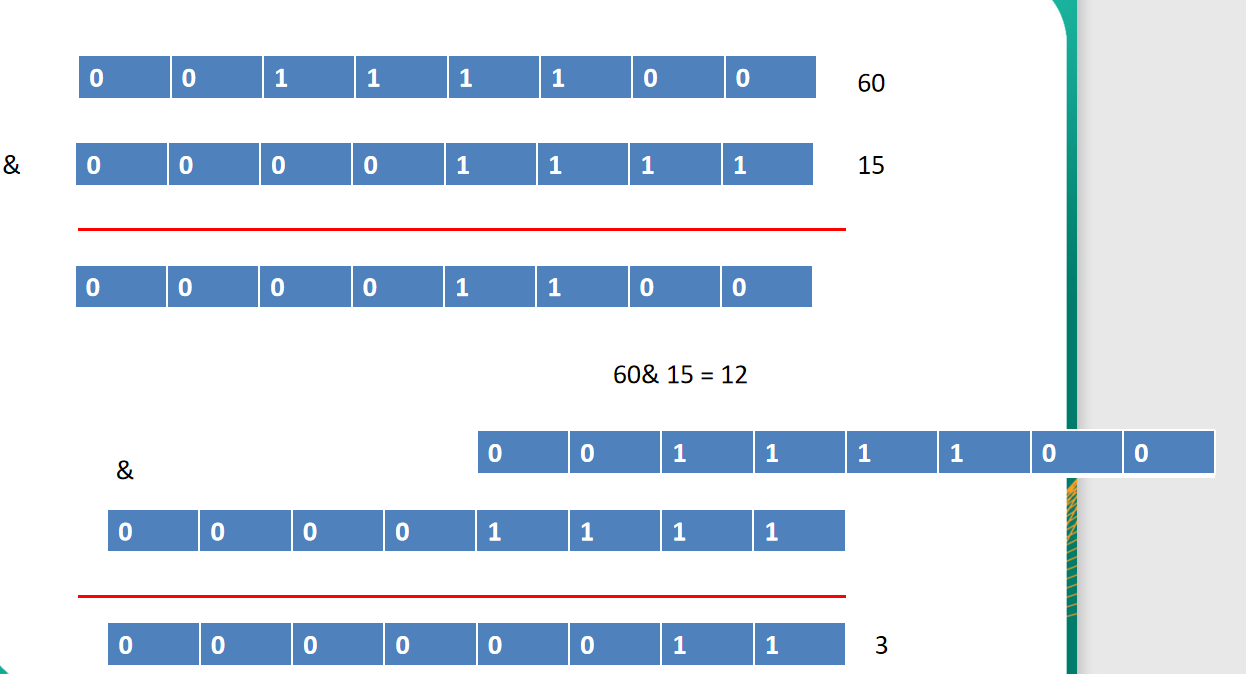 0 0 1 1 1 1 0 0 60
& 0 0 0 0 1 1 1 1 15
0 0 0 0 1 1 0 0
60& 15 = 12
0 0 1 1 1 1 0 0
&
0 0 0 0 1 1 1 1
0 0 0 0 0 0 1 1 3